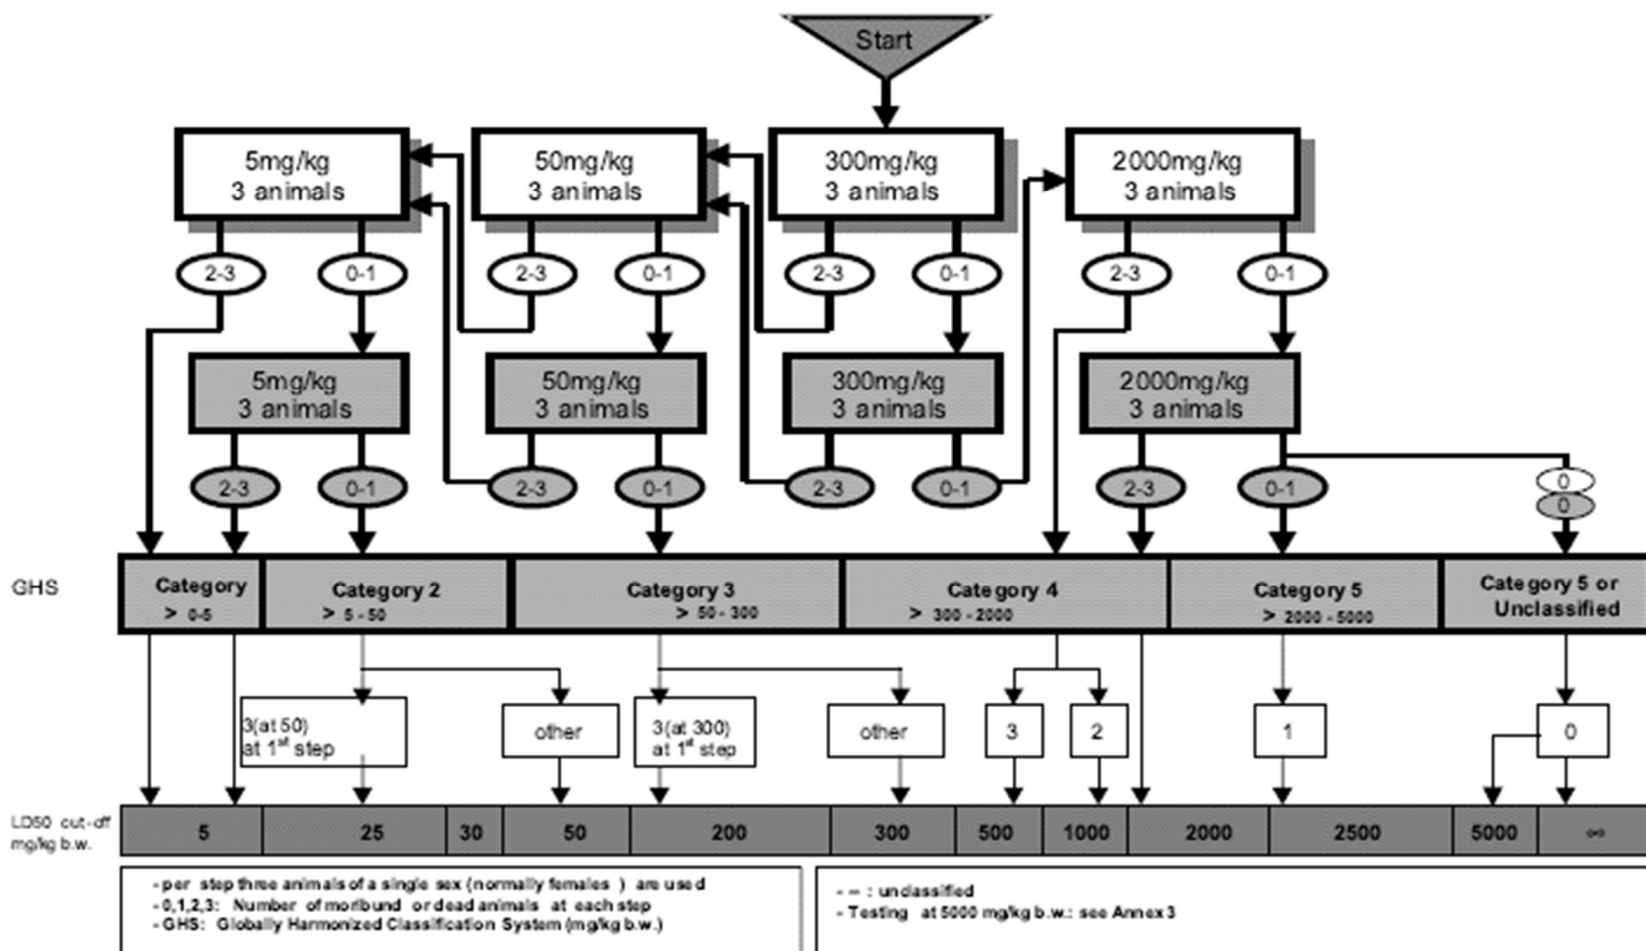 Start
5mg/kg
3 animals
50mg/kg
3 animals
300mg/kg
3 animals
2000mg/kg
3 animals
2-3
0-1
2-3
0-1
2-3
0-1
2-3
0-1
5mg/kg
3 animals
50mg/kg
3 animals
300mg/kg
3 animals
2000mg/kg
3 animals
2-3
0-1
2-3
0-1
2-3
0-1
2-3
0-1
0
0
GHS
Category
> 0-5
Category 2
> 5 - 50
Category 3
> 50 - 300
Category 4
> 300 - 2000
Category 5
> 2000 - 5000
Category 5 or
Unclassified
3(at 50)
at 1st step
other
3(at 300)
at 1st step
other
3
2
1
0
LD50 cut-off
mg/kg b.w.
5
25
30
50
200
300
500
1000
2000
2500
5000
∞
- per step three animals of a single sex (normally females ) are used
- 0,1,2,3: Number of moribund or dead animals at each step
- GHS: Globally Harmonized Classification System (mg/kg b.w.)
- ∞ : unclassified
- Testing at 5000 mg/kg b.w.: see Annex 3